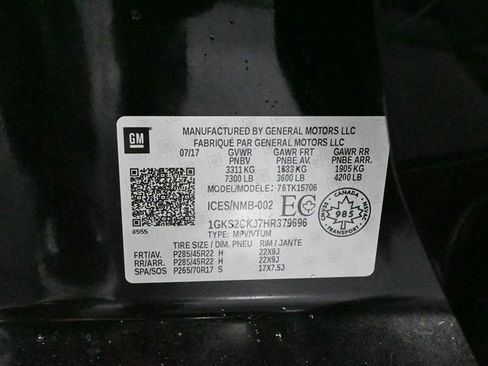 GM
MANUFACTURED BY GENERAL MOTORS LLC
FABRIQUÉ PAR GENERAL MOTORS LLC
07/17 GVWR GAWR FRT GAWR RR
PNBV PNBE AV. PNBE ARR.
3311 KG 1633 KG 1905 KG
7300 LB 3600 LB 4200 LB
MODEL/MODÈLE: 76TK15706
ICES/NMB-002 EC
CANADA
985
1GKS2CKJ7HR379696
TYPE: MPV/VTUM
8555
TIRE SIZE / DIM. PNEU RIM / JANTE
FRT/AV. P285/45R22 H 22X9J
RR/ARR. P285/45R22 H 22X9J
SPA/SOS P265/70R17 S 17X7.5J